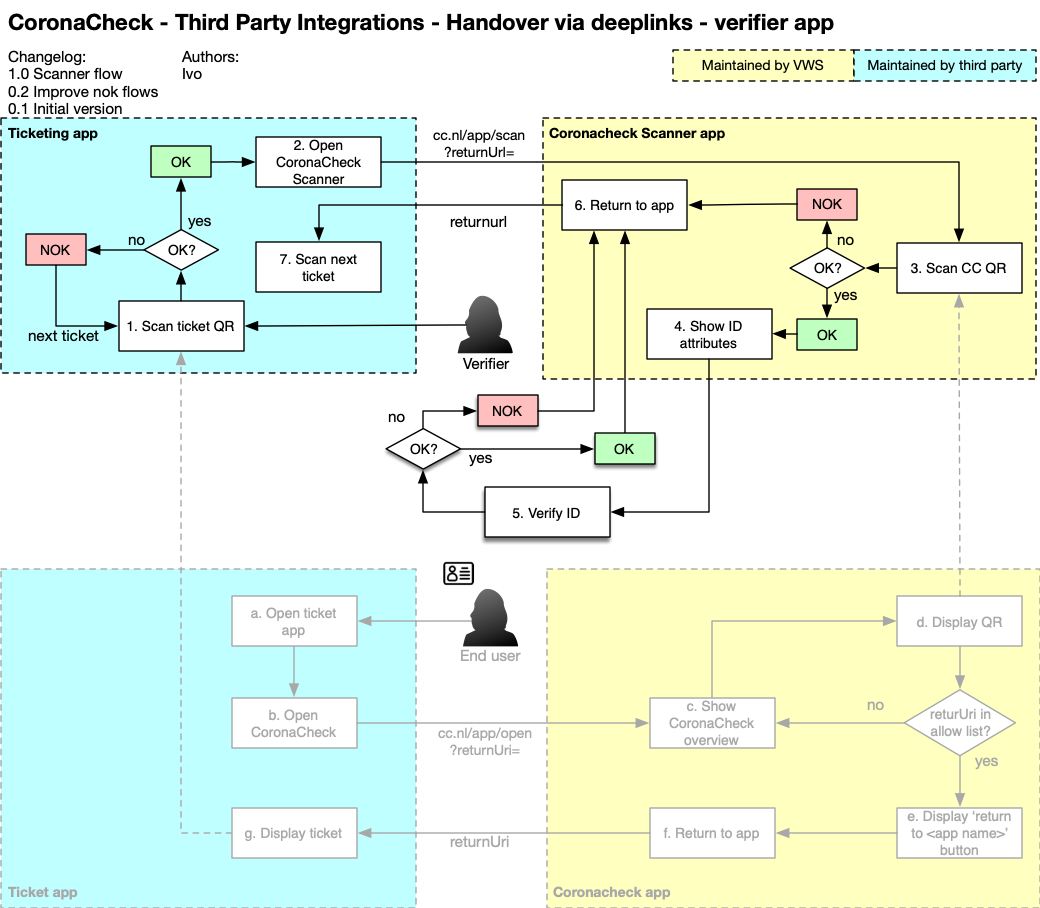 CoronaCheck - Third Party Integrations - Handover via deeplinks - verifier app
Changelog:
1.0 Scanner flow
0.2 Improve nok flows
0.1 Initial version
Authors:
Ivo
Maintained by VWS
Maintained by third party
Ticketing app
OK
2. Open
CoronaCheck
Scanner
cc.nl/app/scan
?returnUrl=
Coronacheck Scanner app
yes
no
NOK
OK?
7. Scan next
ticket
returnurl
6. Return to app
NOK
no
OK?
3. Scan CC QR
yes
next ticket
1. Scan ticket QR
Verifier
4. Show ID
attributes
OK
no
NOK
OK?
yes
OK
5. Verify ID
a. Open ticket
app
End user
d. Display QR
b. Open
CoronaCheck
cc.nl/app/open
?returnUri=
c. Show
CoronaCheck
overview
no
returUri in
allow list?
yes
g. Display ticket
returnUri
f. Return to app
e. Display ‘return
to <app name>’
button
Ticket app
Coronacheck app